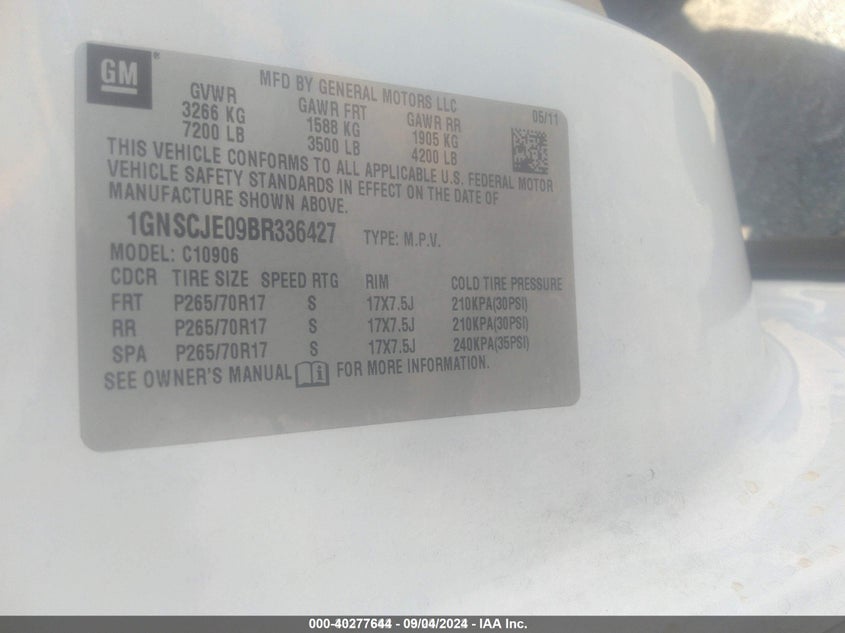 GM®
MFD BY GENERAL MOTORS LLC 05/11
GVWR GAWR FRT GAWR RR
3266 KG 1588 KG 1905 KG
7200 LB 3500 LB 4200 LB
THIS VEHICLE CONFORMS TO ALL APPLICABLE U.S. FEDERAL MOTOR
VEHICLE SAFETY STANDARDS IN EFFECT ON THE DATE OF
MANUFACTURE SHOWN ABOVE.
1GNSCJE09BR336427 TYPE: M.P.V.
MODEL: C10906
CDCR TIRE SIZE SPEED RTG RIM COLD TIRE PRESSURE
FRT P265/70R17 S 17X7.5J 210KPA(30PSI)
RR P265/70R17 S 17X7.5J 210KPA(30PSI)
SPA P265/70R17 S 17X7.5J 240KPA(35PSI)
SEE OWNER'S MANUAL FOR MORE INFORMATION.
000-40277644 - 09/04/2024 - IAA Inc.